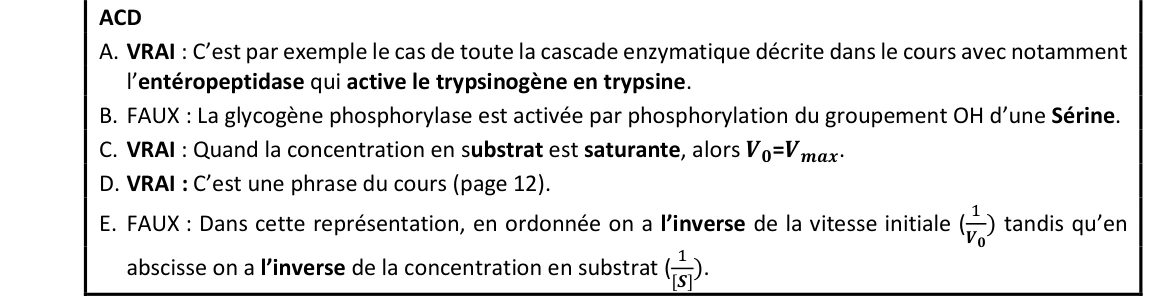 ACD
A. VRAI : C’est par exemple le cas de toute la cascade enzymatique décrite dans le cours avec notamment
l’entéropeptidase qui active le trypsinogène en trypsine.
B. FAUX : La glycogène phosphorylase est activée par phosphorylation du groupement OH d’une Sérine.
C. VRAI : Quand la concentration en substrat est saturante, alors V₀=Vₘₐₓ.
D. VRAI : C’est une phrase du cours (page 12).
E. FAUX : Dans cette représentation, en ordonnée on a l’inverse de la vitesse initiale (1/V₀) tandis qu’en
abscisse on a l’inverse de la concentration en substrat (1/[S]).